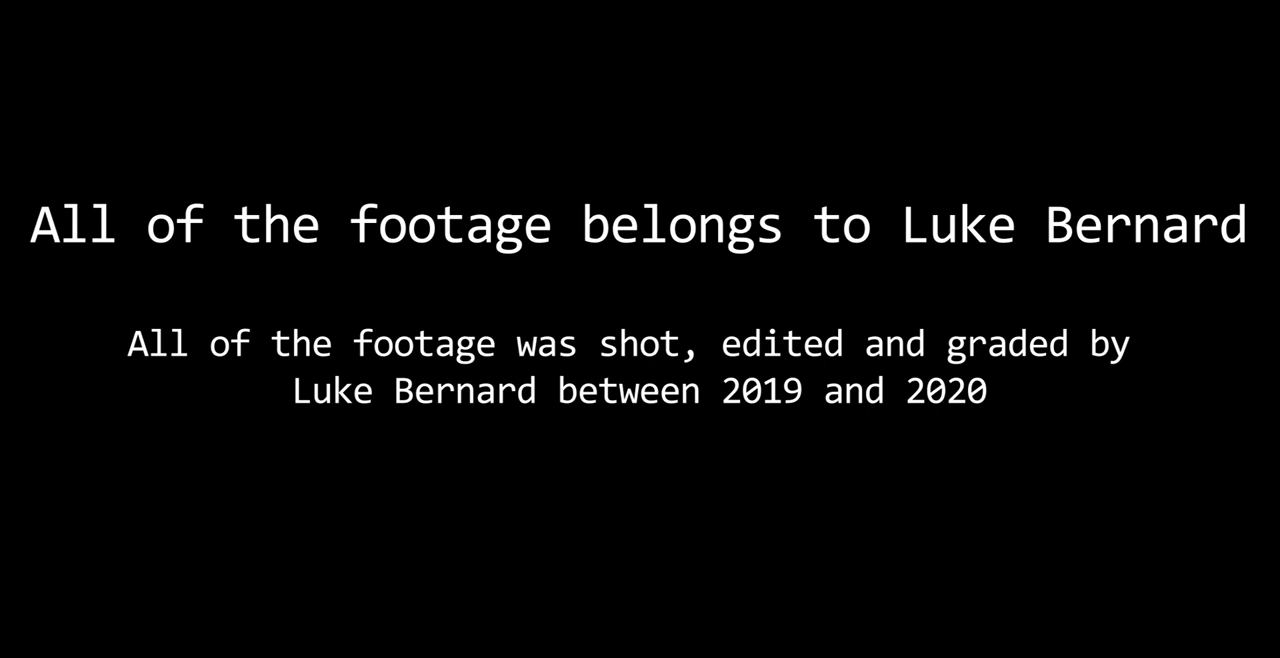 All of the footage belongs to Luke Bernard
All of the footage was shot, edited and graded by
Luke Bernard between 2019 and 2020